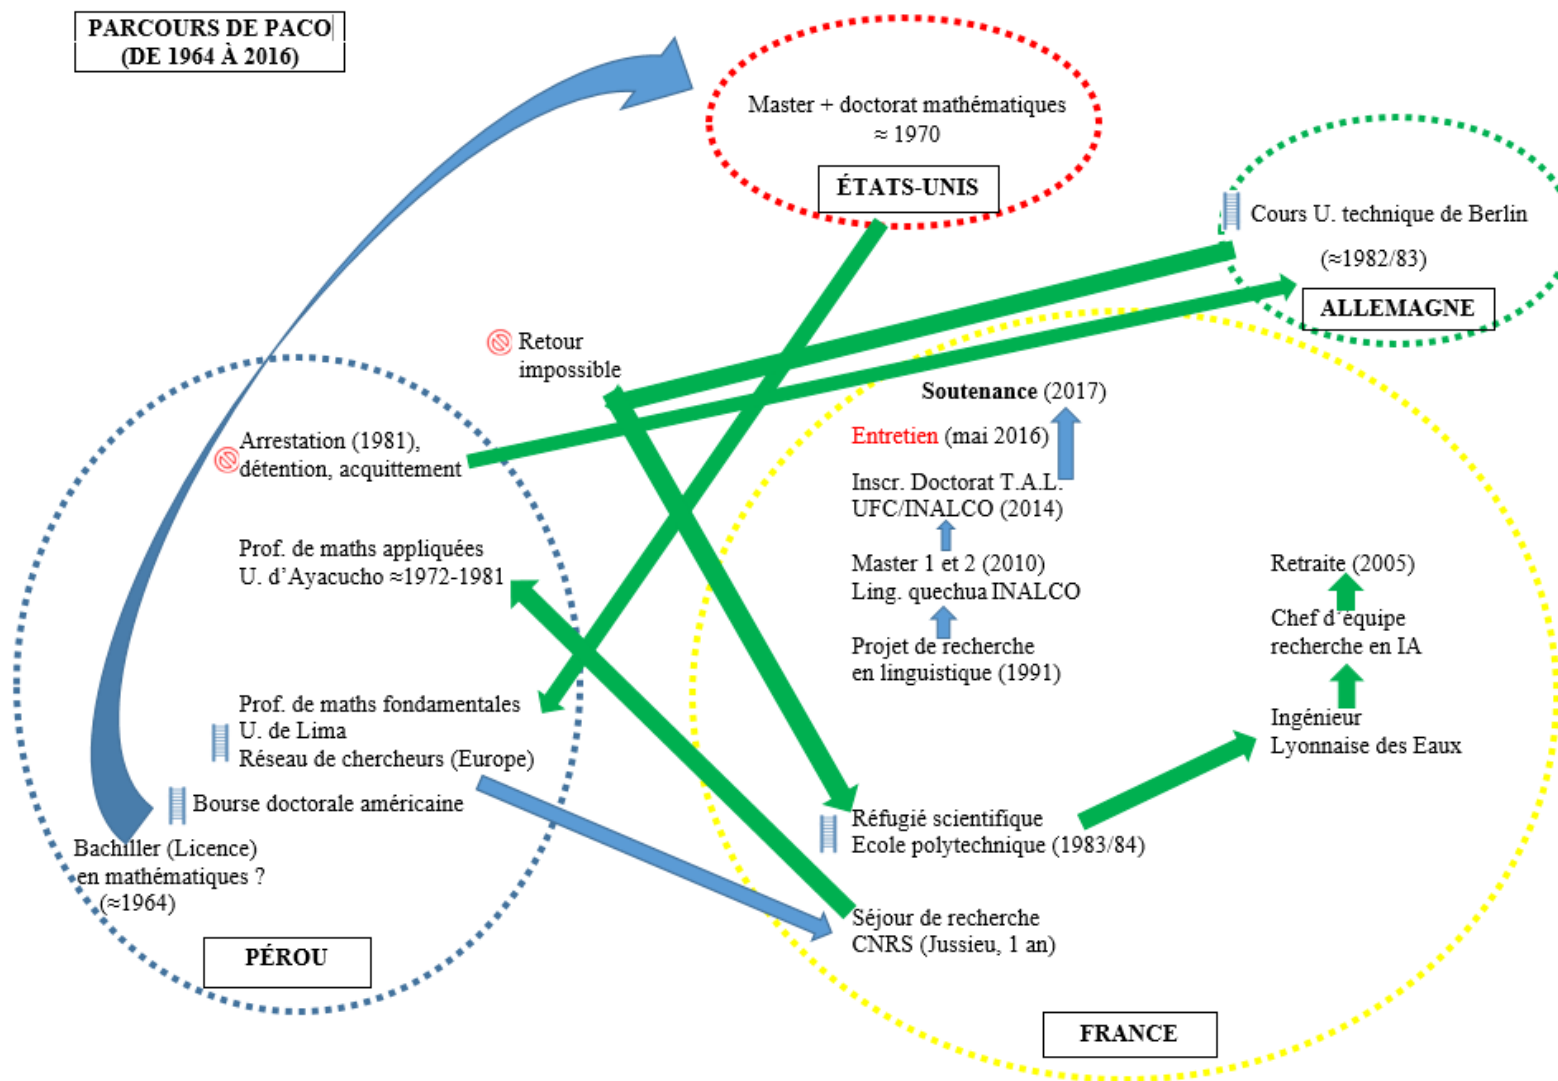 PARCOURS DE PACO
(DE 1964 À 2016)
Master + doctorat mathématiques
≈ 1970
ÉTATS-UNIS
Cours U. technique de Berlin
(≈1982/83)
ALLEMAGNE
Retour
impossible
Arrestation (1981),
détention, acquittement
Prof. de maths appliquées
U. d’Ayacucho ≈1972-1981
Prof. de maths fondamentales
U. de Lima
Réseau de chercheurs (Europe)
Bourse doctorale américaine
Bachiller (Licence)
en mathématiques ?
(≈1964)
PÉROU
Soutenance (2017)
Entretien (mai 2016)
Inscr. Doctorat T.A.L.
UFC/INALCO (2014)
Master 1 et 2 (2010)
Ling. quechua INALCO
Projet de recherche
en linguistique (1991)
Retraite (2005)
Chef d’équipe
recherche en IA
Ingénieur
Lyonnaise des Eaux
Réfugié scientifique
Ecole polytechnique (1983/84)
Séjour de recherche
CNRS (Jussieu, 1 an)
FRANCE